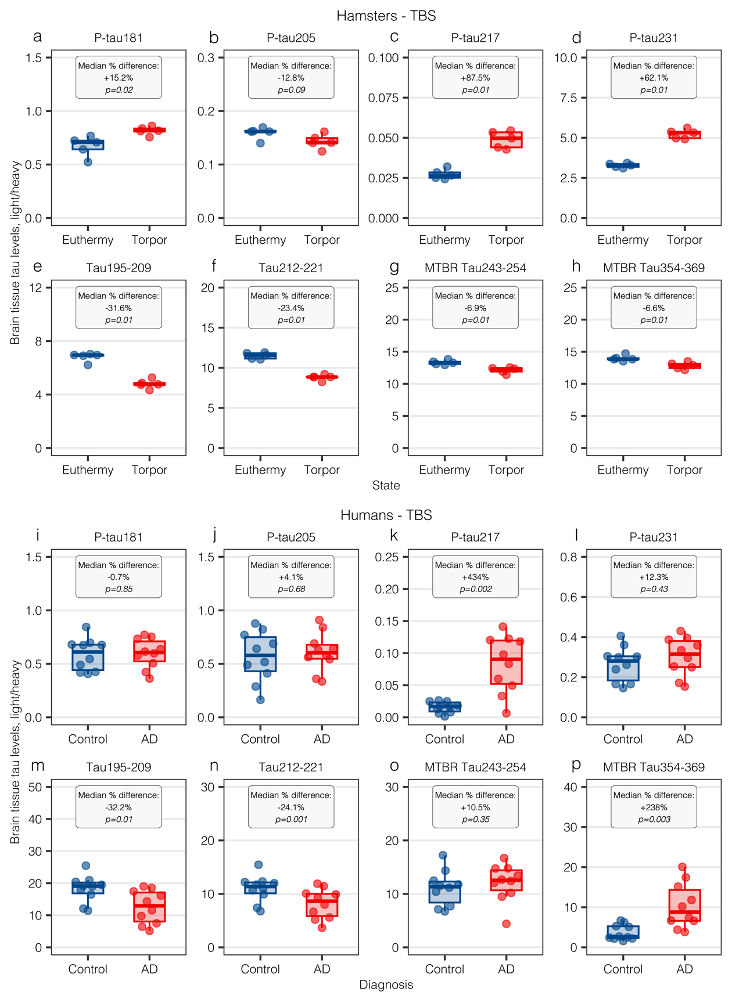 Hamsters - TBS
a P-tau181
b P-tau205
c P-tau217
d P-tau231
Brain tissue tau levels, light/heavy
1.5
1.0
0.5
0.0
Median % difference:
+15.2%
p=0.02
Euthermy Torpor
0.3
0.2
0.1
0.0
Median % difference:
-12.8%
p=0.09
Euthermy Torpor
0.100
0.075
0.050
0.025
0.000
Median % difference:
+87.5%
p=0.01
Euthermy Torpor
10.0
7.5
5.0
2.5
0.0
Median % difference:
+62.1%
p=0.01
Euthermy Torpor
e Tau195-209
f Tau212-221
g MTBR Tau243-254
h MTBR Tau354-369
12
8
4
0
Median % difference:
-31.6%
p=0.01
Euthermy Torpor
20
15
10
5
0
Median % difference:
-23.4%
p=0.01
Euthermy Torpor
25
20
15
10
5
0
Median % difference:
-6.9%
p=0.01
Euthermy Torpor
25
20
15
10
5
0
Median % difference:
-6.6%
p=0.01
Euthermy Torpor
State
Humans - TBS
i P-tau181
j P-tau205
k P-tau217
l P-tau231
Brain tissue tau levels, light/heavy
1.5
1.0
0.5
0.0
Median % difference:
-0.7%
p=0.85
Control AD
1.5
1.0
0.5
0.0
Median % difference:
+4.1%
p=0.68
Control AD
0.25
0.20
0.15
0.10
0.05
0.00
Median % difference:
+434%
p=0.002
Control AD
0.8
0.6
0.4
0.2
0.0
Median % difference:
+12.3%
p=0.43
Control AD
m Tau195-209
n Tau212-221
o MTBR Tau243-254
p MTBR Tau354-369
50
40
30
20
10
0
Median % difference:
-32.2%
p=0.01
Control AD
30
20
10
0
Median % difference:
-24.1%
p=0.001
Control AD
30
20
10
0
Median % difference:
+10.5%
p=0.35
Control AD
40
30
20
10
0
Median % difference:
+238%
p=0.003
Control AD
Diagnosis